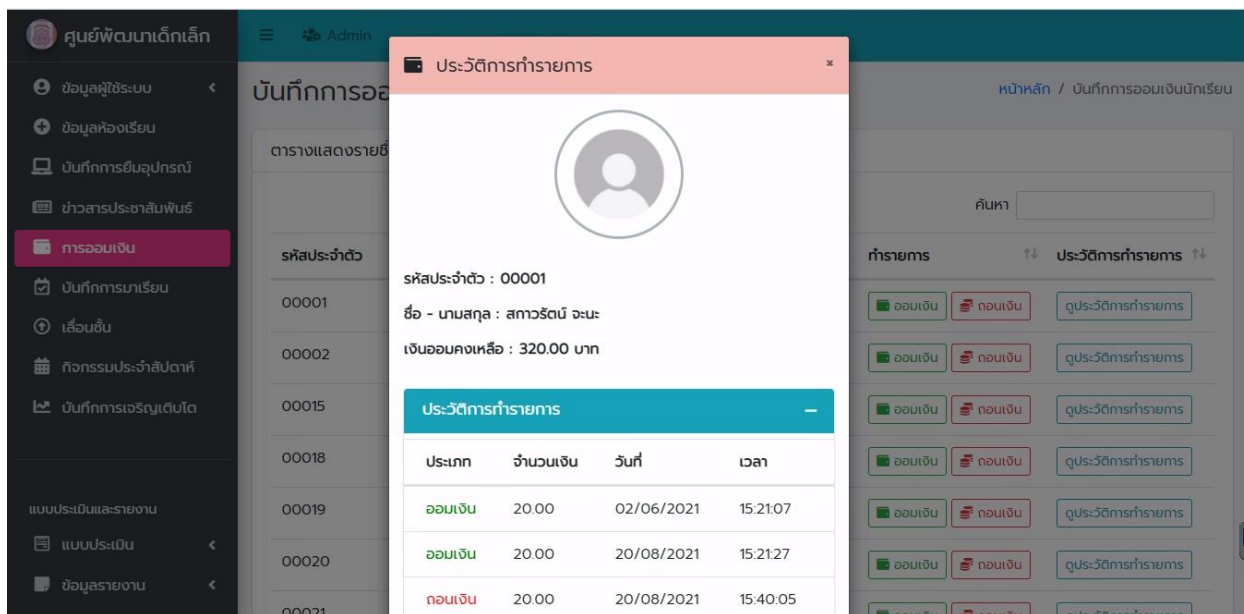 ศูนย์พัฒนาเด็กเล็ก
Admin
ข้อมูลผู้ใช้ระบบ
ข้อมูลห้องเรียน
บันทึกการยืมอุปกรณ์
ข่าวสารประชาสัมพันธ์
การออมเงิน
บันทึกการมาเรียน
เลื่อนชั้น
กิจกรรมประจำสัปดาห์
บันทึกการเจริญเติบโต
แบบประเมินและรายงาน
แบบประเมิน
ข้อมูลรายงาน
บันทึกการออ
หน้าหลัก / บันทึกการออมเงินนักเรียน
ตารางแสดงรายชื่
ค้นหา
รหัสประจำตัว ทำรายการ ประวัติการทำรายการ
00001 ออมเงิน ถอนเงิน ดูประวัติการทำรายการ
00002 ออมเงิน ถอนเงิน ดูประวัติการทำรายการ
00015 ออมเงิน ถอนเงิน ดูประวัติการทำรายการ
00018 ออมเงิน ถอนเงิน ดูประวัติการทำรายการ
00019 ออมเงิน ถอนเงิน ดูประวัติการทำรายการ
00020 ออมเงิน ถอนเงิน ดูประวัติการทำรายการ
00021
ประวัติการทำรายการ
รหัสประจำตัว : 00001
ชื่อ - นามสกุล : สกาวรัตน์ จะนะ
เงินออมคงเหลือ : 320.00 บาท
ประวัติการทำรายการ
ประเภท จำนวนเงิน วันที่ เวลา
ออมเงิน 20.00 02/06/2021 15:21:07
ออมเงิน 20.00 20/08/2021 15:21:27
ถอนเงิน 20.00 20/08/2021 15:40:05